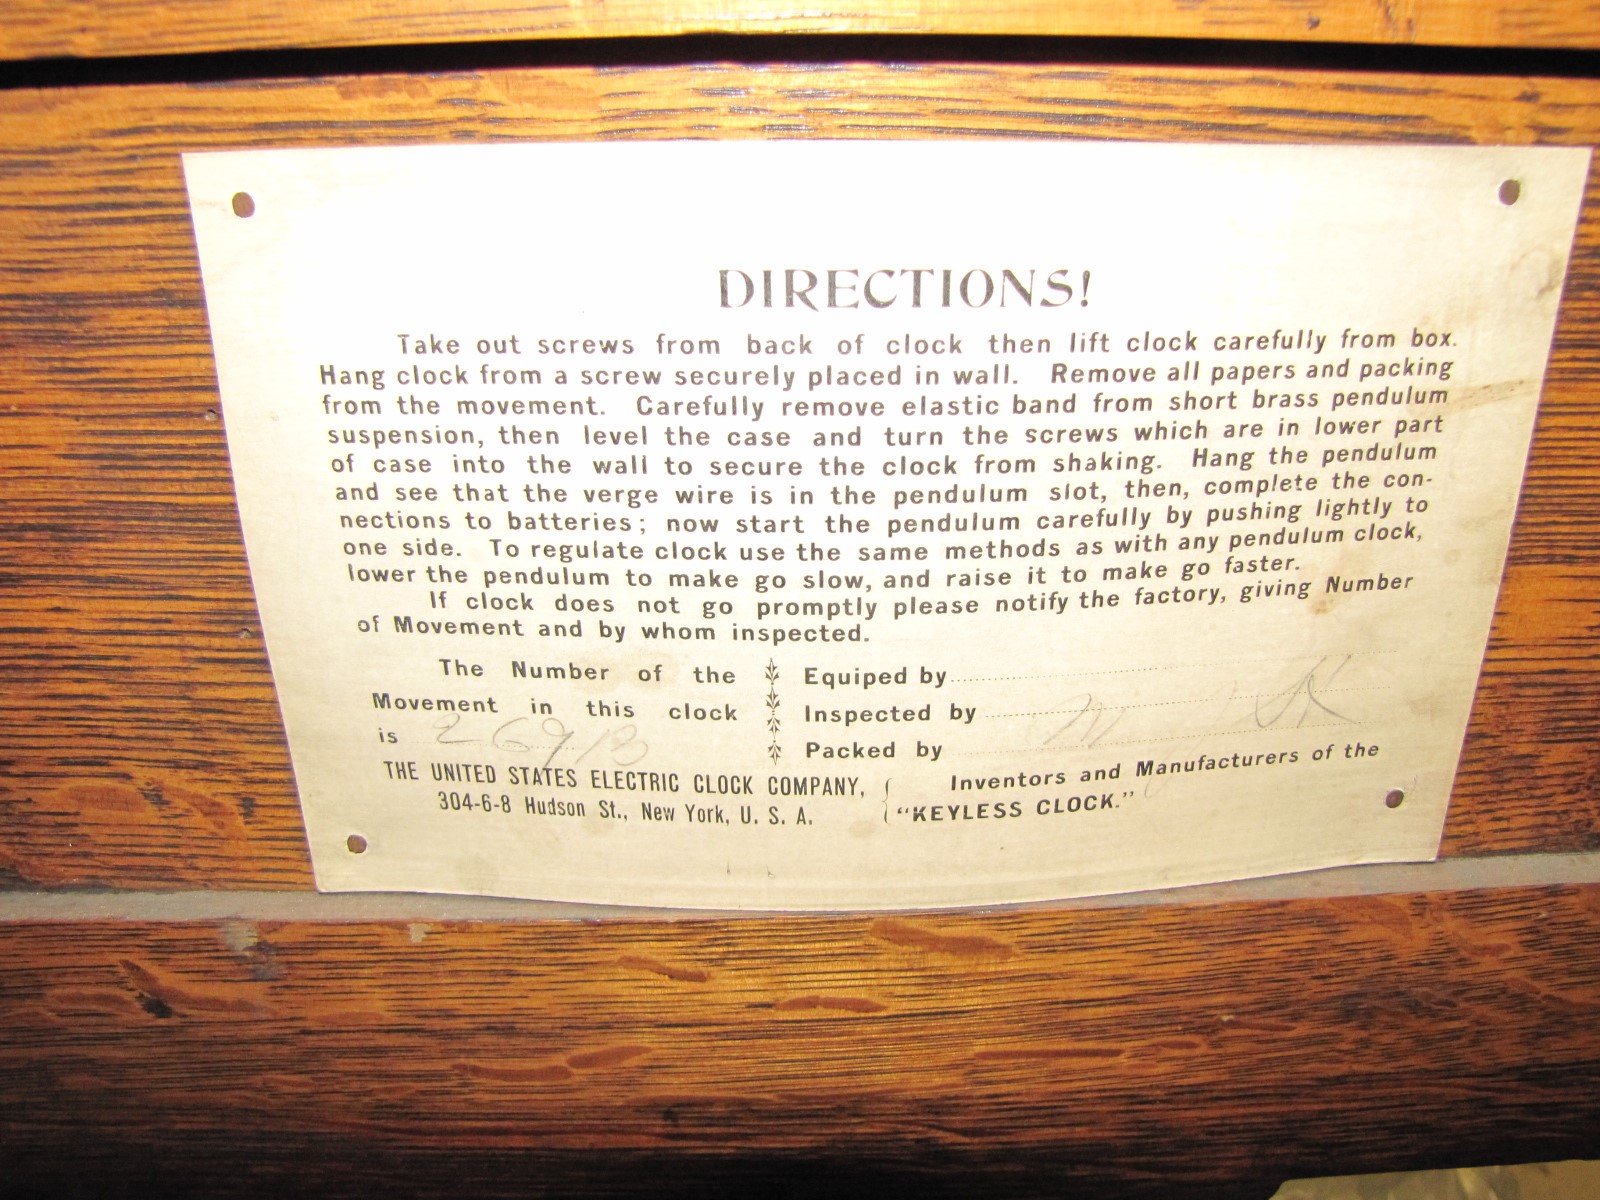 DIRECTIONS!
Take out screws from back of clock then lift clock carefully from box.
Hang clock from a screw securely placed in wall. Remove all papers and packing
from the movement. Carefully remove elastic band from short brass pendulum
suspension, then level the case and turn the screws which are in lower part
of case into the wall to secure the clock from shaking. Hang the pendulum
and see that the verge wire is in the pendulum slot, then, complete the con-
nections to batteries; now start the pendulum carefully by pushing lightly to
one side. To regulate clock use the same methods as with any pendulum clock,
lower the pendulum to make go slow, and raise it to make go faster.
If clock does not go promptly please notify the factory, giving Number
of Movement and by whom inspected.
The Number of the
Movement in this clock
is 269B
Equiped by
Inspected by
Packed by
THE UNITED STATES ELECTRIC CLOCK COMPANY,
304-6-8 Hudson St., New York, U. S. A.
Inventors and Manufacturers of the
"KEYLESS CLOCK."